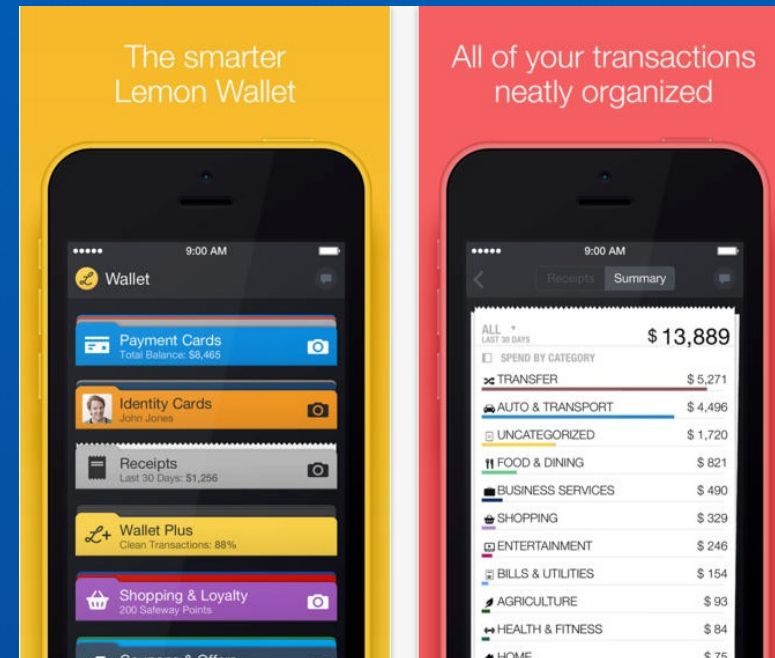 The smarter
Lemon Wallet
9:00 AM
Wallet
Payment Cards
Total Balance: $8,465
Identity Cards
John Jones
Receipts
Last 30 Days: $1,256
L+ Wallet Plus
Clean Transactions: 88%
Shopping & Loyalty
200 Safeway Points
Coupons & Offers
All of your transactions
neatly organized
9:00 AM
Receipts Summary
ALL
LAST 30 DAYS
$13,889
SPEND BY CATEGORY
TRANSFER $5,271
AUTO & TRANSPORT $4,496
UNCATEGORIZED $1,720
FOOD & DINING $821
BUSINESS SERVICES $490
SHOPPING $329
ENTERTAINMENT $246
BILLS & UTILITIES $154
AGRICULTURE $93
HEALTH & FITNESS $84
HOME $75